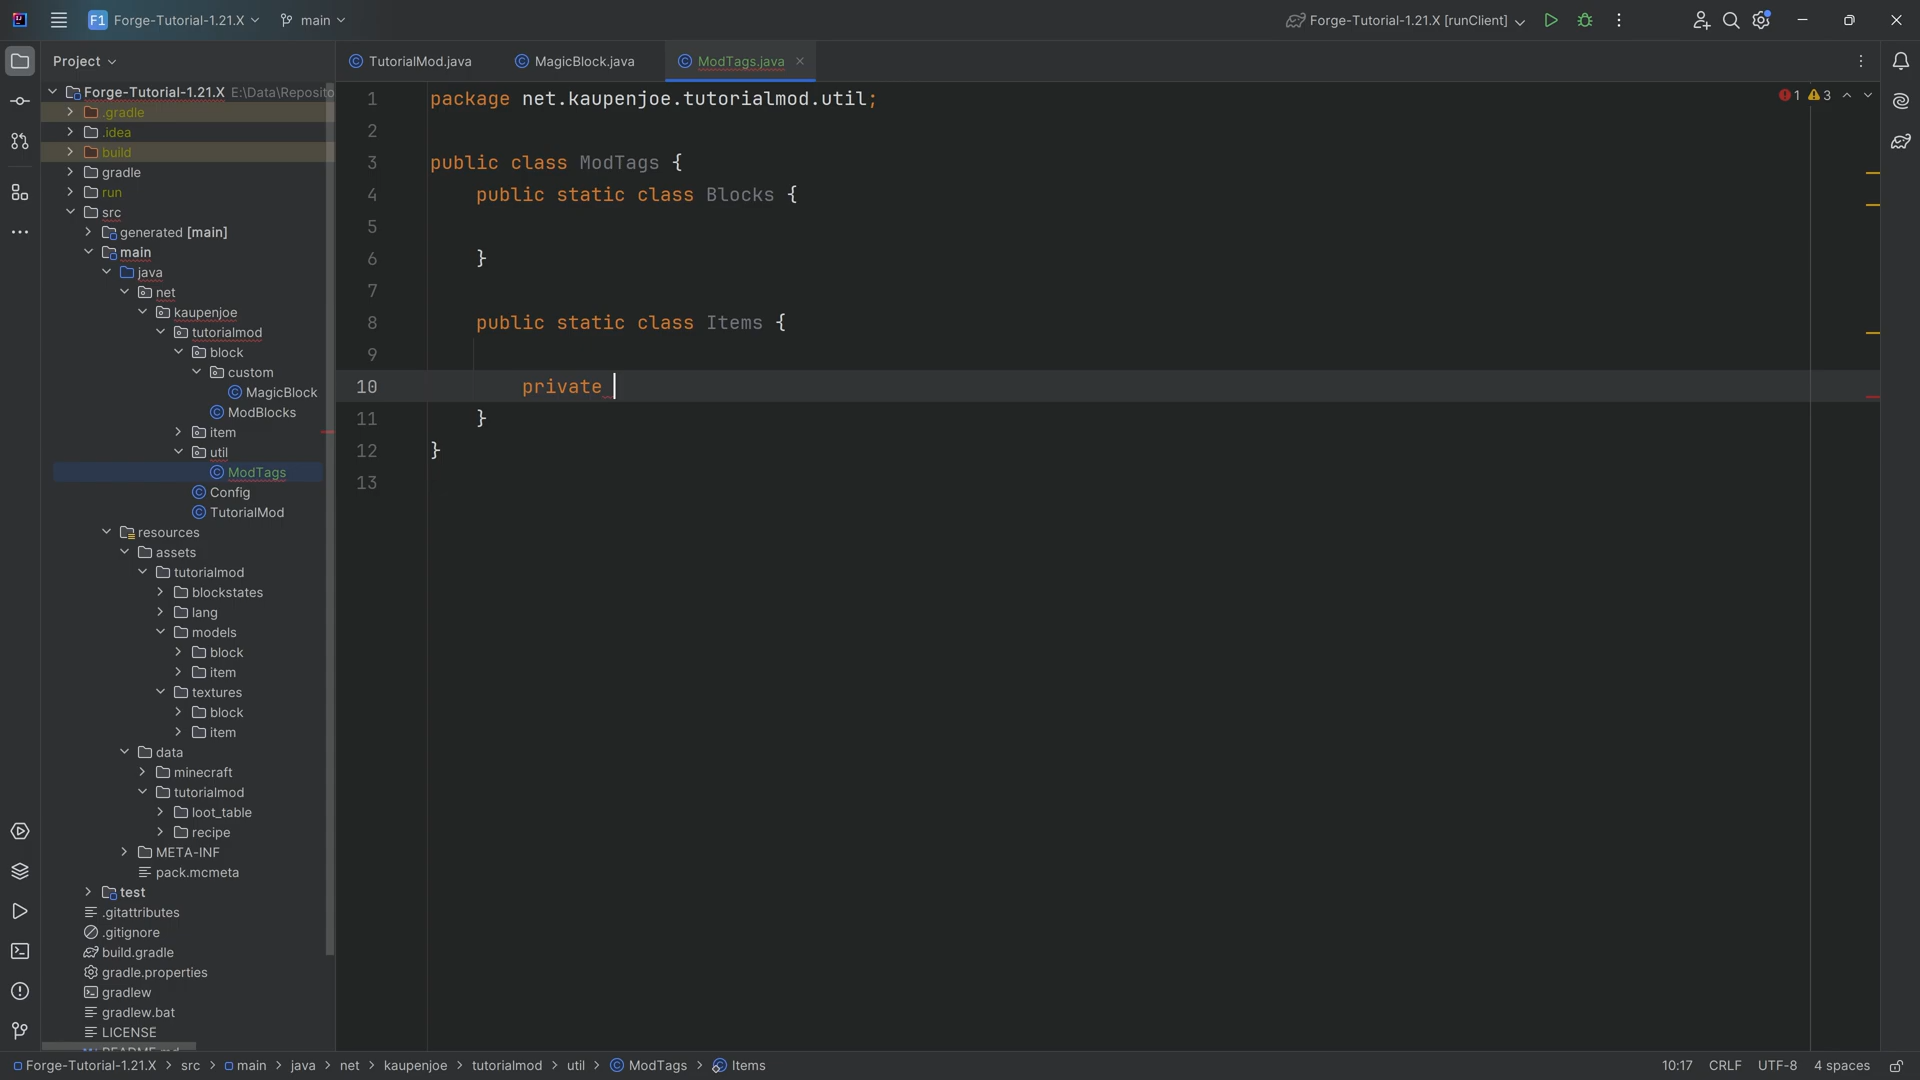 F1 Forge-Tutorial-1.21.X main Forge-Tutorial-1.21.X [runClient]
Project
TutorialMod.java MagicBlock.java ModTags.java
Forge-Tutorial-1.21.X E:\Data\Reposito
.gradle
.idea
build
gradle
run
src
generated [main]
main
java
net
kaupenjoe
tutorialmod
block
custom
MagicBlock
ModBlocks
item
util
ModTags
Config
TutorialMod
resources
assets
tutorialmod
blockstates
lang
models
block
item
textures
block
item
data
minecraft
tutorialmod
loot_table
recipe
META-INF
pack.mcmeta
test
.gitattributes
.gitignore
build.gradle
gradle.properties
gradlew
gradlew.bat
LICENSE
1 package net.kaupenjoe.tutorialmod.util;
1 3
2
3 public class ModTags {
4 public static class Blocks {
5
6 }
7
8 public static class Items {
9
10 private
11 }
12 }
13
Forge-Tutorial-1.21.X > src > main > java > net > kaupenjoe > tutorialmod > util > ModTags > Items 10:17 CRLF UTF-8 4 spaces